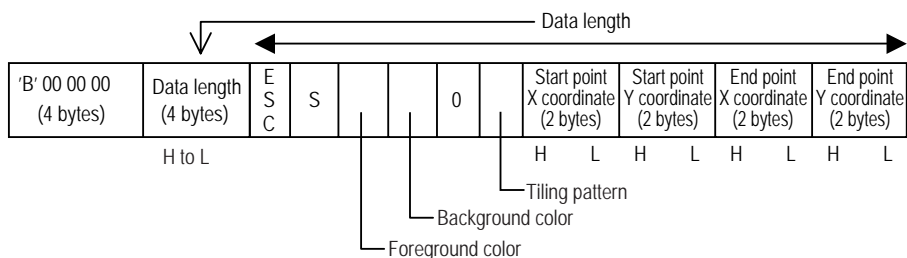 Data length
'B' 00 00 00
(4 bytes)
Data length
(4 bytes)
E
S
C
S
0
Start point
X coordinate
(2 bytes)
Start point
Y coordinate
(2 bytes)
End point
X coordinate
(2 bytes)
End point
Y coordinate
(2 bytes)
H to L
H L H L H L H L
Tiling pattern
Background color
Foreground color